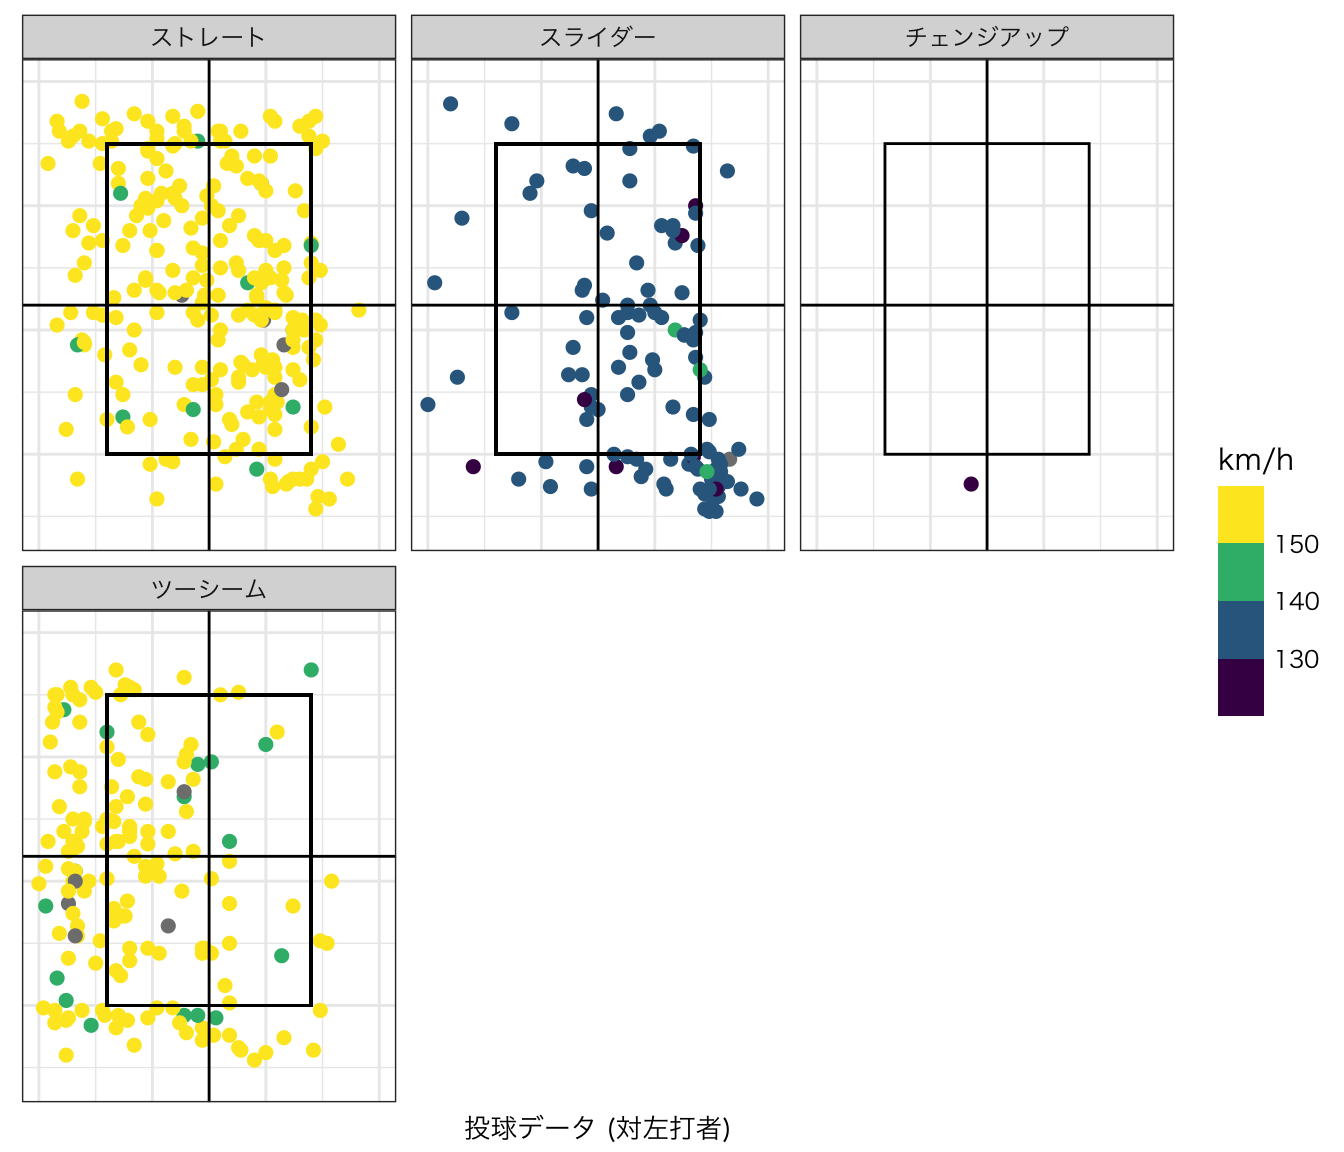 ストレート
スライダー
チェンジアップ
ツーシーム
km/h
150
140
130
投球データ (対左打者)